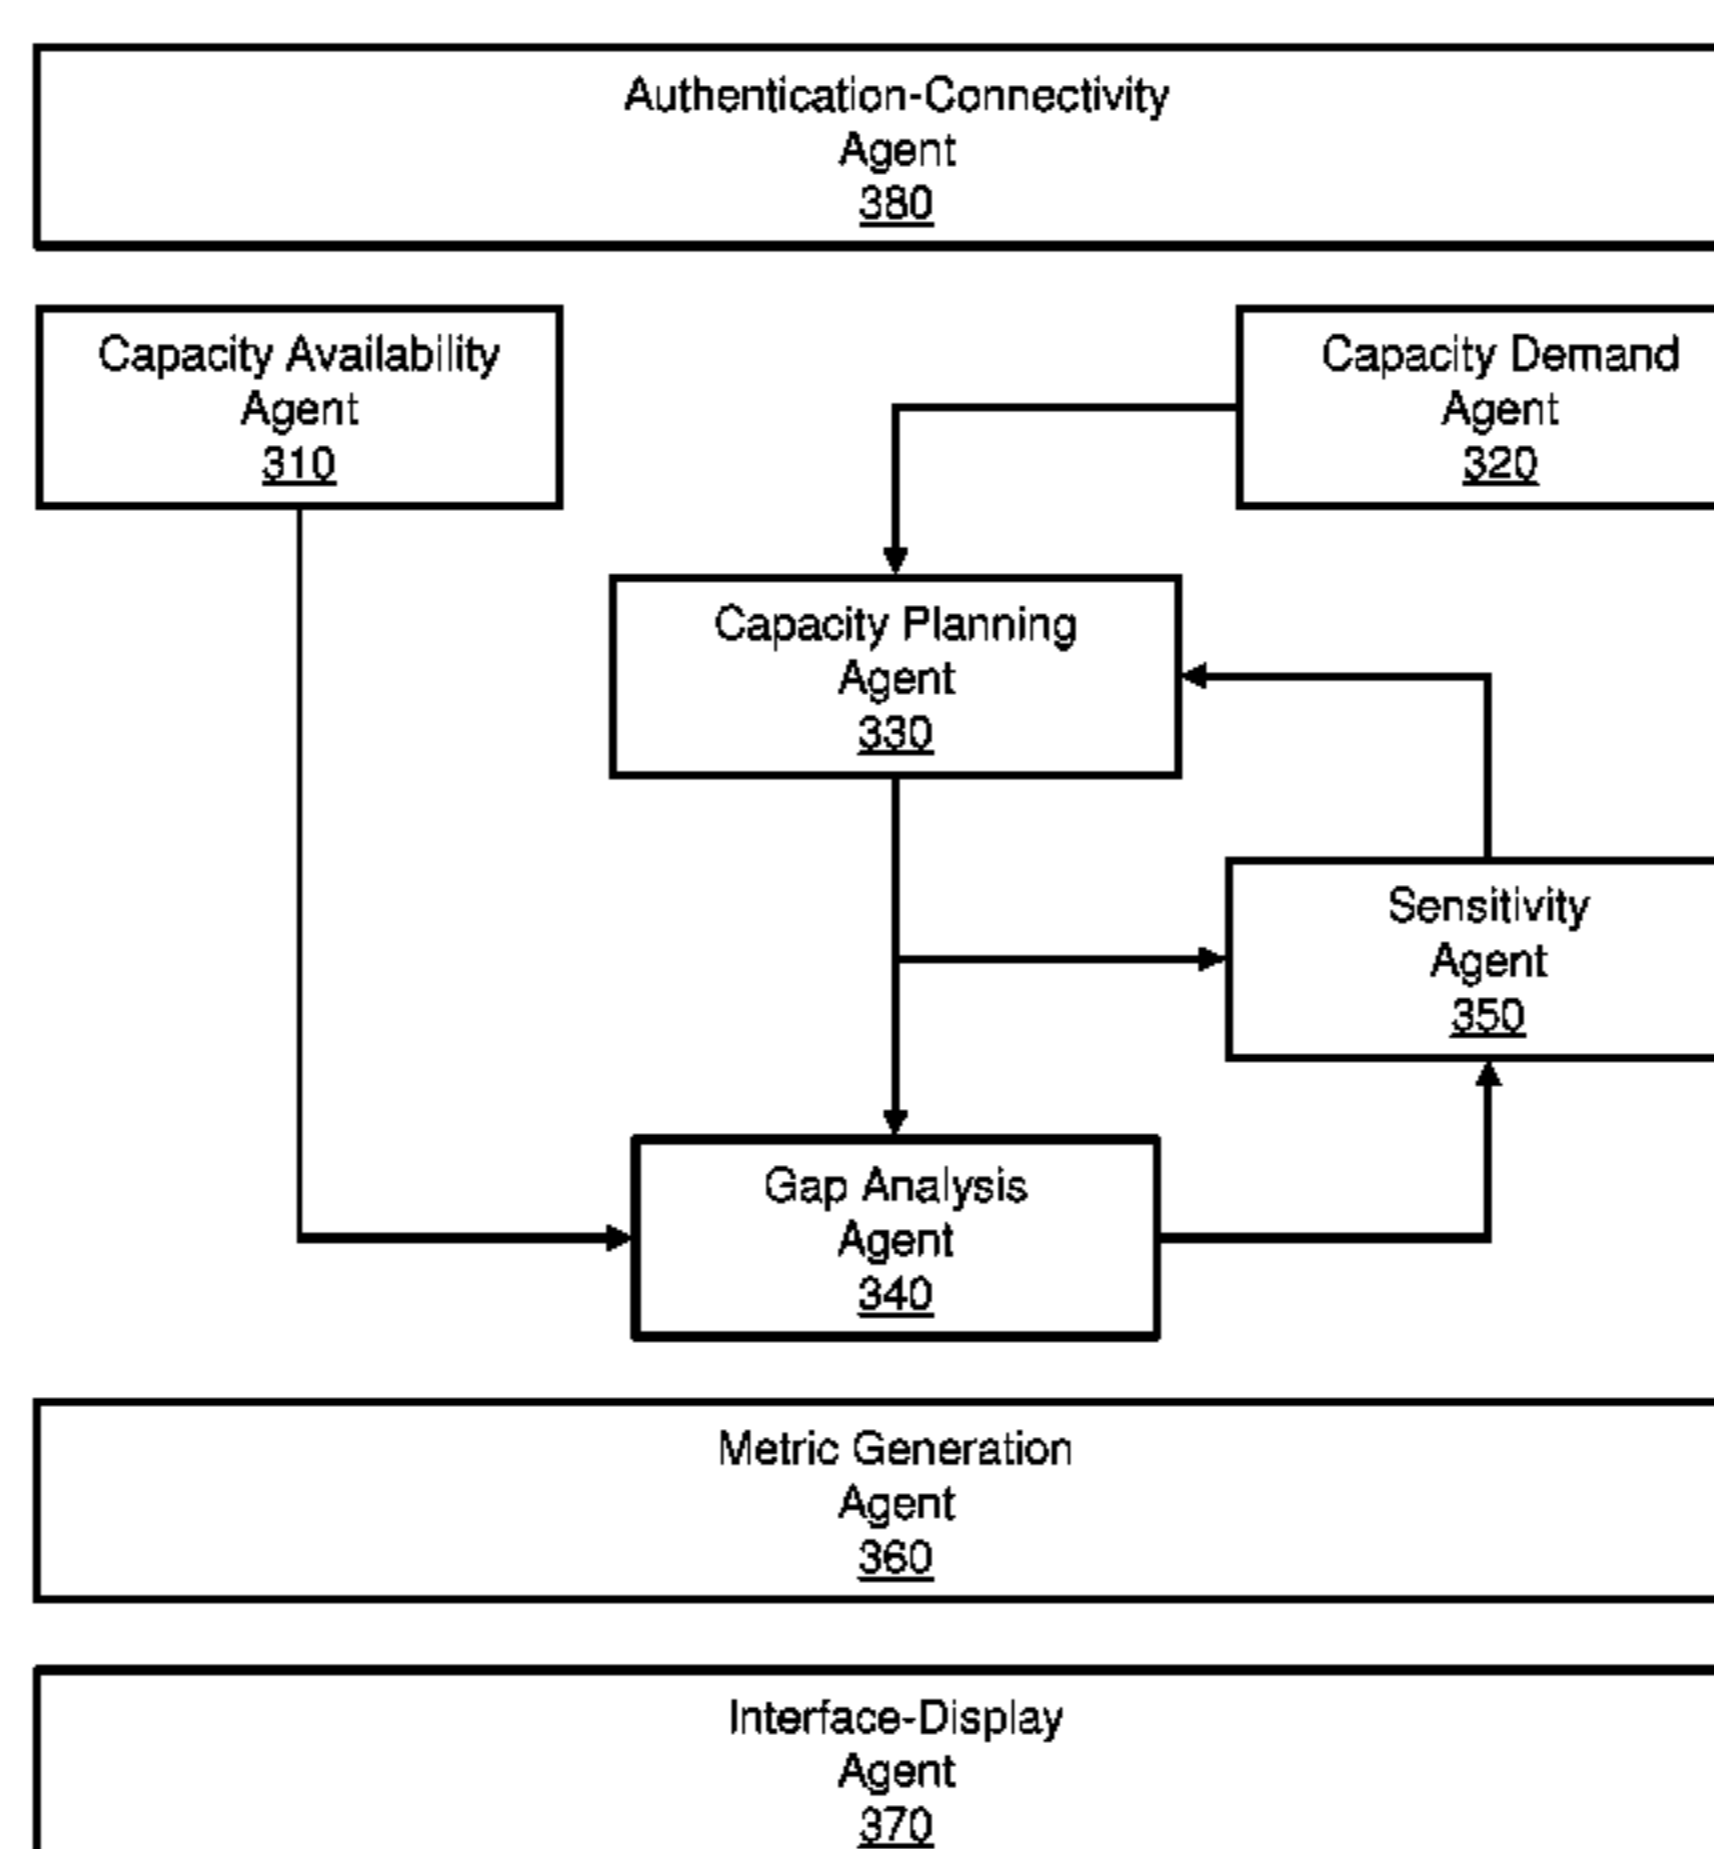 Authentication-Connectivity
Agent
380
Capacity Availability
Agent
310
Capacity Demand
Agent
320
Capacity Planning
Agent
330
Sensitivity
Agent
350
Gap Analysis
Agent
340
Metric Generation
Agent
360
Interface-Display
Agent
370